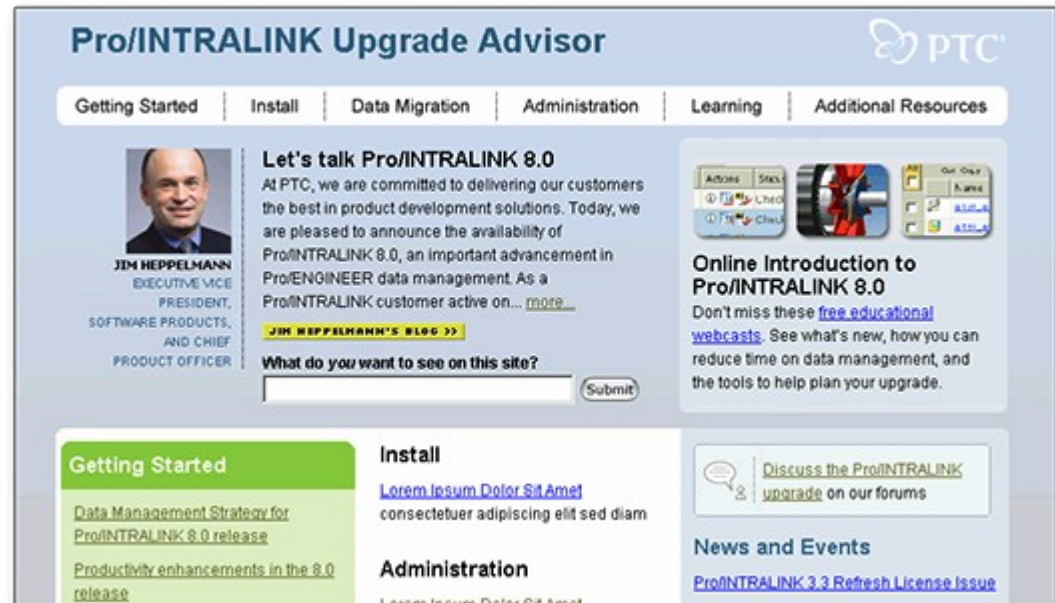 Pro/INTRALINK Upgrade Advisor
PTC
Getting Started
Install
Data Migration
Administration
Learning
Additional Resources
JIM HEPPELMANN
EXECUTIVE VICE
PRESIDENT,
SOFTWARE PRODUCTS,
AND CHIEF
PRODUCT OFFICER
Let's talk Pro/INTRALINK 8.0
At PTC, we are committed to delivering our customers
the best in product development solutions. Today, we
are pleased to announce the availability of
Pro/INTRALINK 8.0, an important advancement in
Pro/ENGINEER data management. As a
Pro/INTRALINK customer active on... more...
JIM HEPPELMANN'S BLOG >>
What do you want to see on this site?
Submit
Actions
Check
Name
Online Introduction to
Pro/INTRALINK 8.0
Don't miss these free educational
webcasts. See what's new, how you can
reduce time on data management, and
the tools to help plan your upgrade.
Getting Started
Data Management Strategy for
Pro/INTRALINK 8.0 release
Productivity enhancements in the 8.0
release
Install
Lorem Ipsum Dolor Sit Amet
consectetuer adipiscing elit sed diam
Administration
Lorem Ipsum Dolor Sit Amet
Discuss the Pro/INTRALINK
upgrade on our forums
News and Events
Pro/INTRALINK 3.3 Refresh License Issue